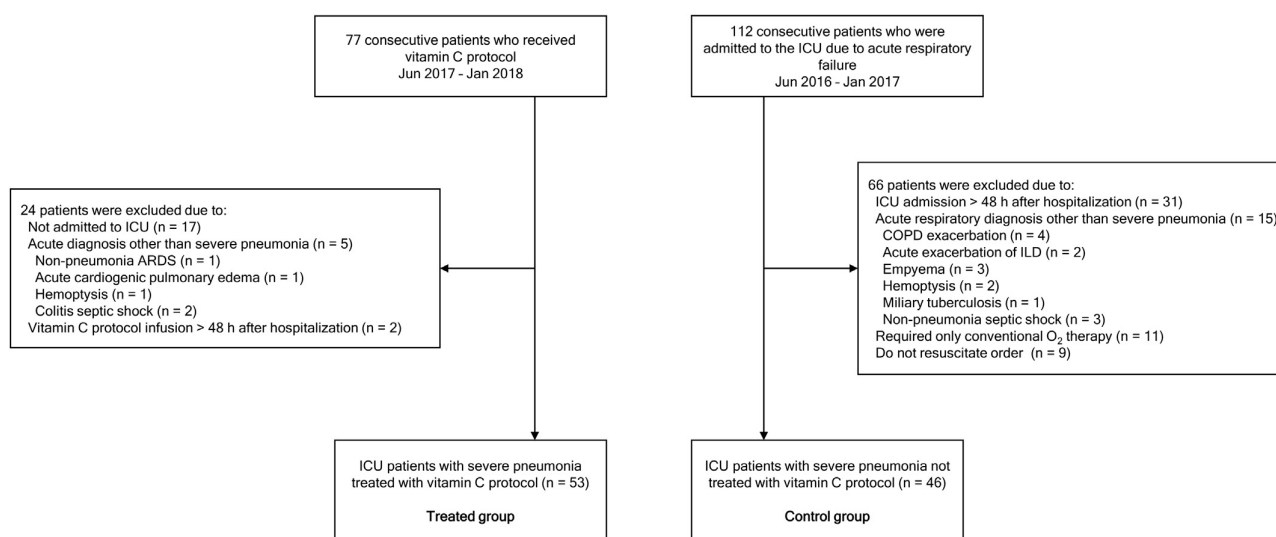 77 consecutive patients who received
vitamin C protocol
Jun 2017 - Jan 2018
112 consecutive patients who were
admitted to the ICU due to acute respiratory
failure
Jun 2016 - Jan 2017
24 patients were excluded due to:
Not admitted to ICU (n = 17)
Acute diagnosis other than severe pneumonia (n = 5)
Non-pneumonia ARDS (n = 1)
Acute cardiogenic pulmonary edema (n = 1)
Hemoptysis (n = 1)
Colitis septic shock (n = 2)
Vitamin C protocol infusion > 48 h after hospitalization (n = 2)
66 patients were excluded due to:
ICU admission > 48 h after hospitalization (n = 31)
Acute respiratory diagnosis other than severe pneumonia (n = 15)
COPD exacerbation (n = 4)
Acute exacerbation of ILD (n = 2)
Empyema (n = 3)
Hemoptysis (n = 2)
Miliary tuberculosis (n = 1)
Non-pneumonia septic shock (n = 3)
Required only conventional O₂ therapy (n = 11)
Do not resuscitate order (n = 9)
ICU patients with severe pneumonia
treated with vitamin C protocol (n = 53)
Treated group
ICU patients with severe pneumonia not
treated with vitamin C protocol (n = 46)
Control group